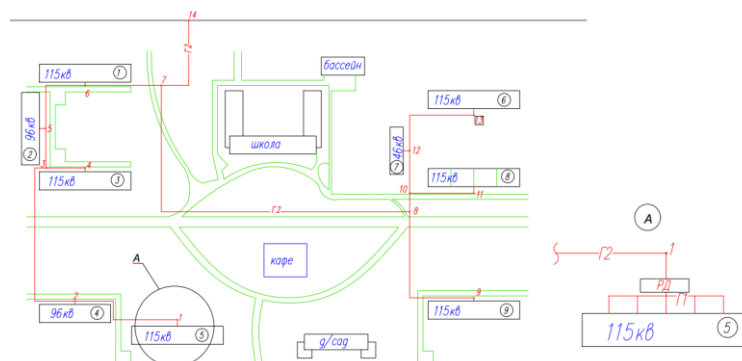 14
Г2
115кв 1
6
7
бассейн
115кв 6
96кв 2
5
школа
46кв 7
12
3
4
115кв 3
115кв 8
10
11
Г2
8
А
А
Г2
1
кафе
РД
Г1
2
96кв 4
1
115кв 5
9
115кв 9
115кв 5
д/сад